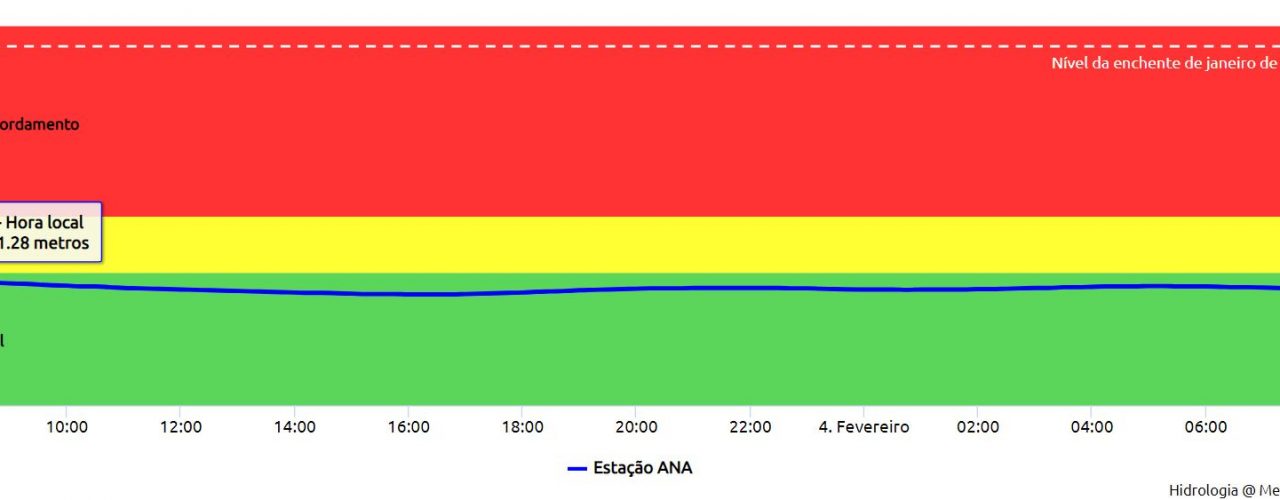 Nível da enchente de janeiro de
ordamento
- Hora local
1.28 metros
l
10:00 12:00 14:00 16:00 18:00 20:00 22:00 4. Fevereiro 02:00 04:00 06:00
Estação ANA
Hidrologia @ Me